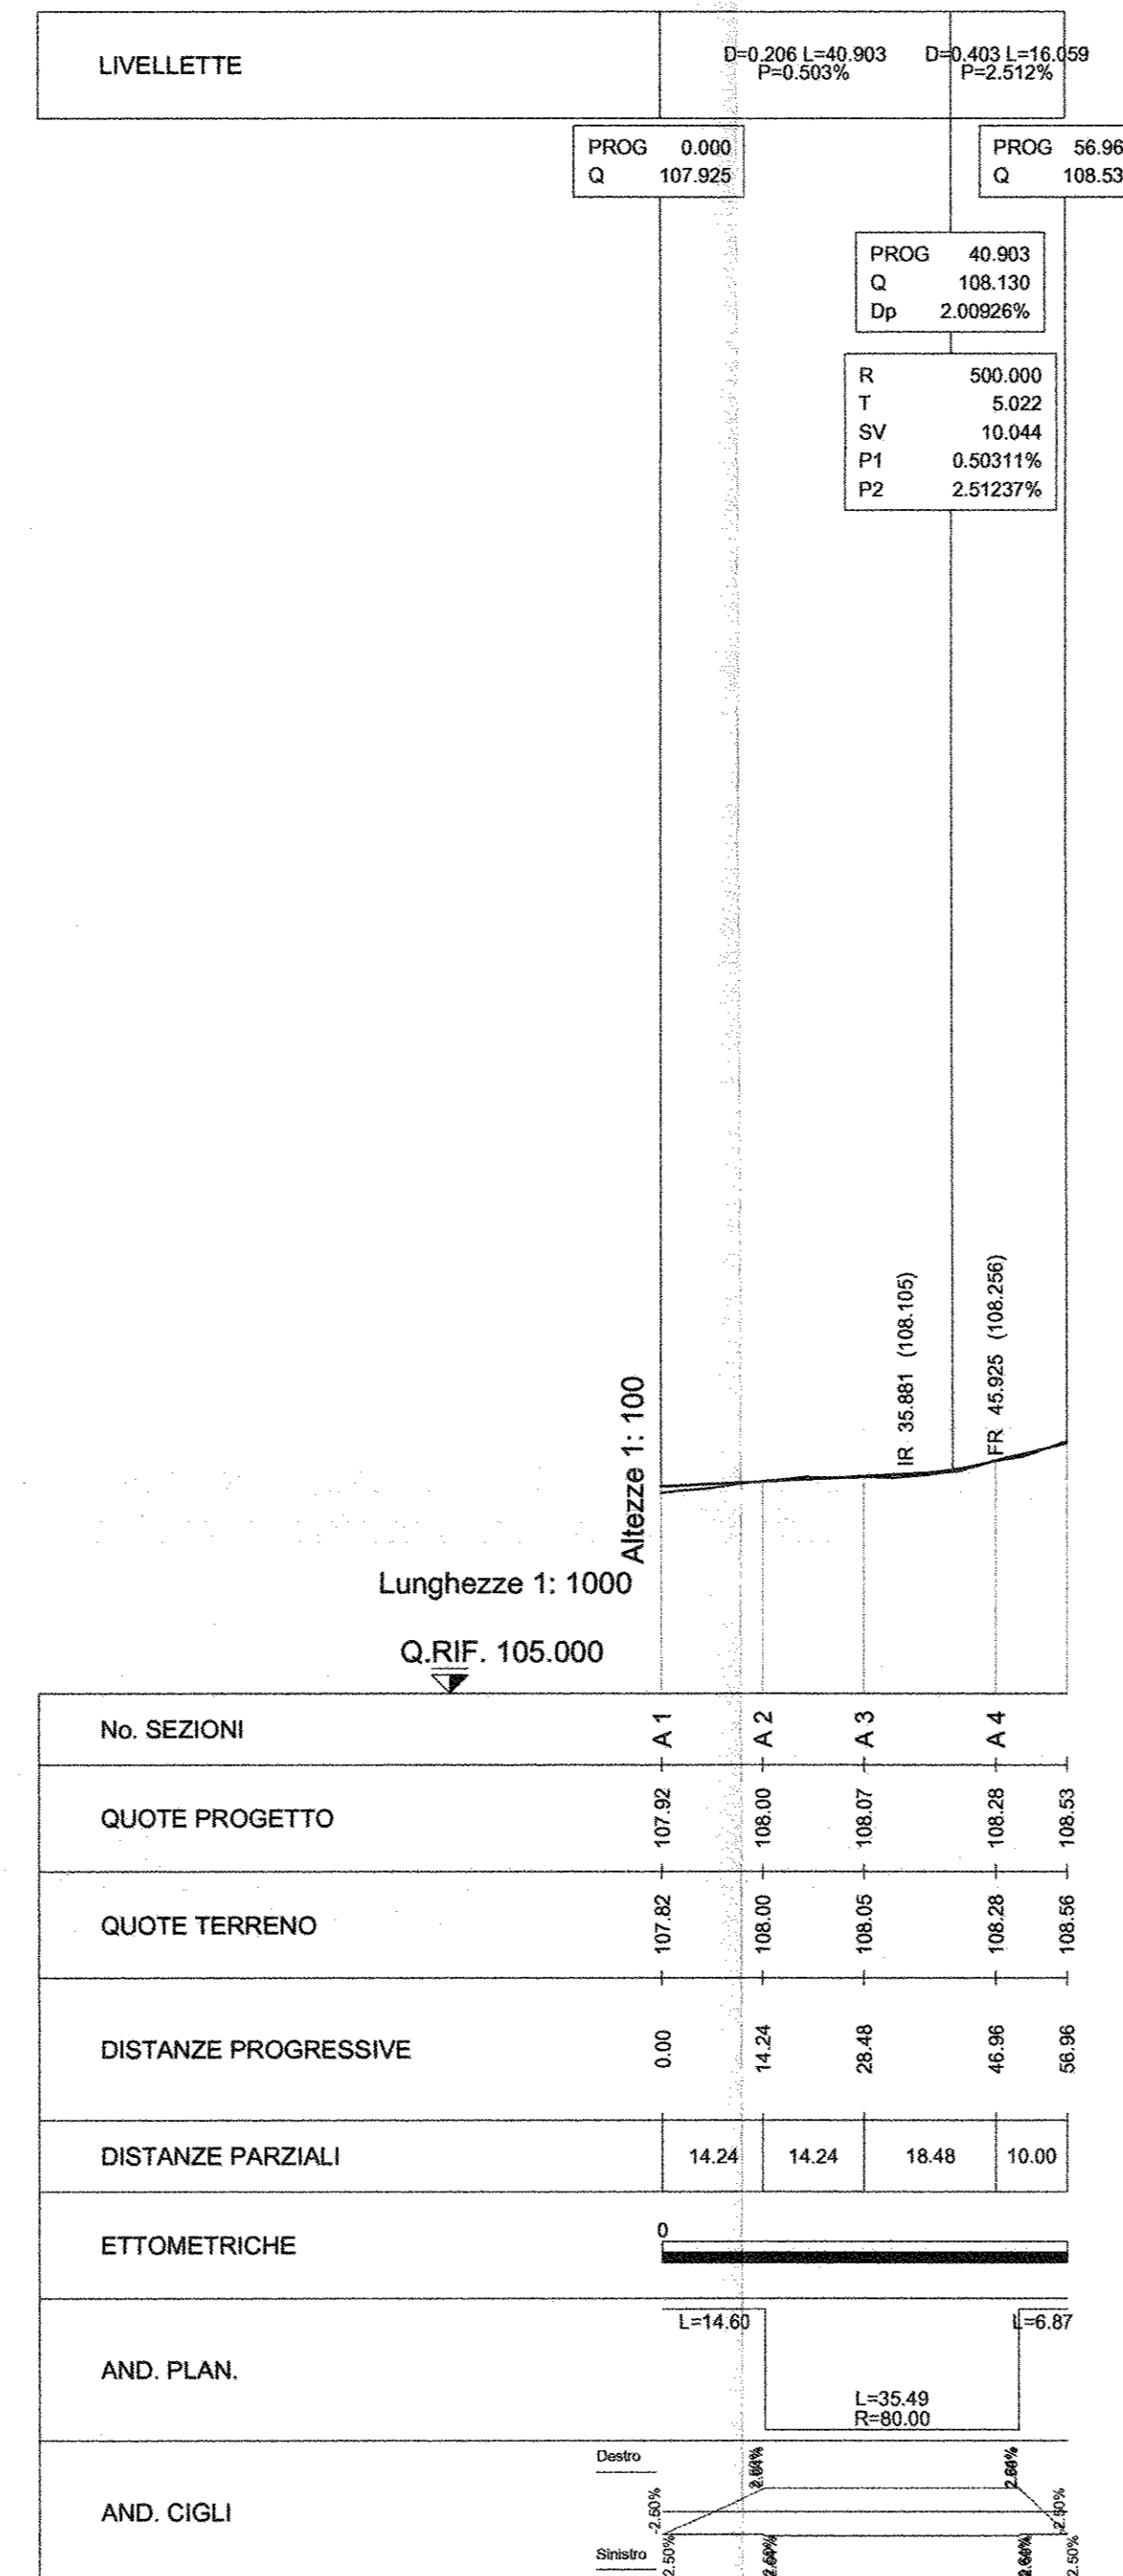 LIVELLETTE
D=0.206 L=40.903
P=0.503%
D=0.403 L=16.059
P=2.512%
PROG 0.000
Q 107.925
PROG 56.96
Q 108.53
PROG 40.903
Q 108.130
Dp 2.00926%
R 500.000
T 5.022
SV 10.044
P1 0.50311%
P2 2.51237%
IR 35.881 (108.105)
FR 45.925 (108.256)
Altezze 1: 100
Lunghezze 1: 1000
Q.RIF. 105.000
No. SEZIONI A 1 A 2 A 3 A 4
QUOTE PROGETTO 107.92 108.00 108.07 108.28 108.53
QUOTE TERRENO 107.82 108.00 108.05 108.28 108.56
DISTANZE PROGRESSIVE 0.00 14.24 28.48 46.96 56.96
DISTANZE PARZIALI 14.24 14.24 18.48 10.00
ETTOMETRICHE 0
AND. PLAN. L=14.60 L=6.87
L=35.49
R=80.00
AND. CIGLI
Destro
-2.50% -2.50%
Sinistro
2.50% 2.50%